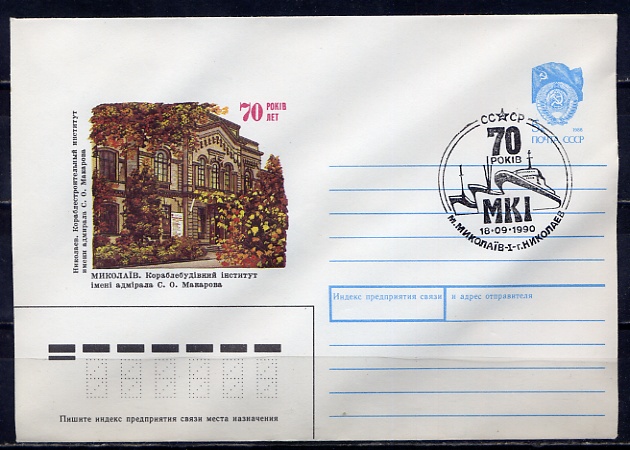 70 РОКІВ
ЛЕТ
Николаев. Кораблестроительный институт
имени адмирала С. О. Макарова
МИКОЛАЇВ. Кораблебудівний інститут
імені адмірала С. О. Макарова
1988
ПОЧТА СССР
СССР
70
РОКІВ
МКІ
18-09-1990
м.МИКОЛАЇВ-1-г.НИКОЛАЕВ
Индекс предприятия связи и адрес отправителя
Пишите индекс предприятия связи места назначения